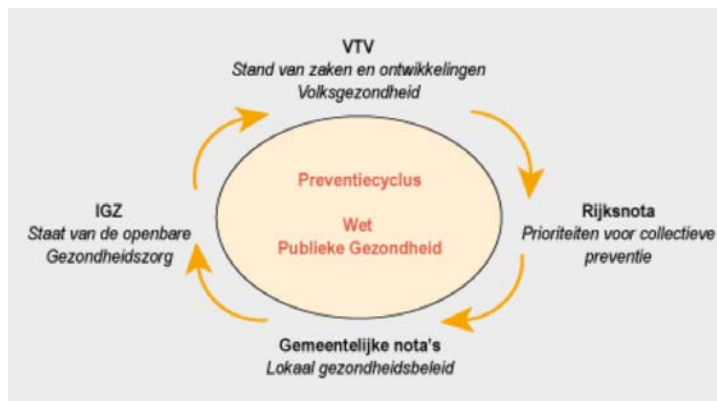 VTV
Stand van zaken en ontwikkelingen
Volksgezondheid
Preventiecyclus
Wet
Publieke Gezondheid
IGZ
Staat van de openbare
Gezondheidszorg
Rijksnota
Prioriteiten voor collectieve
preventie
Gemeentelijke nota's
Lokaal gezondheidsbeleid